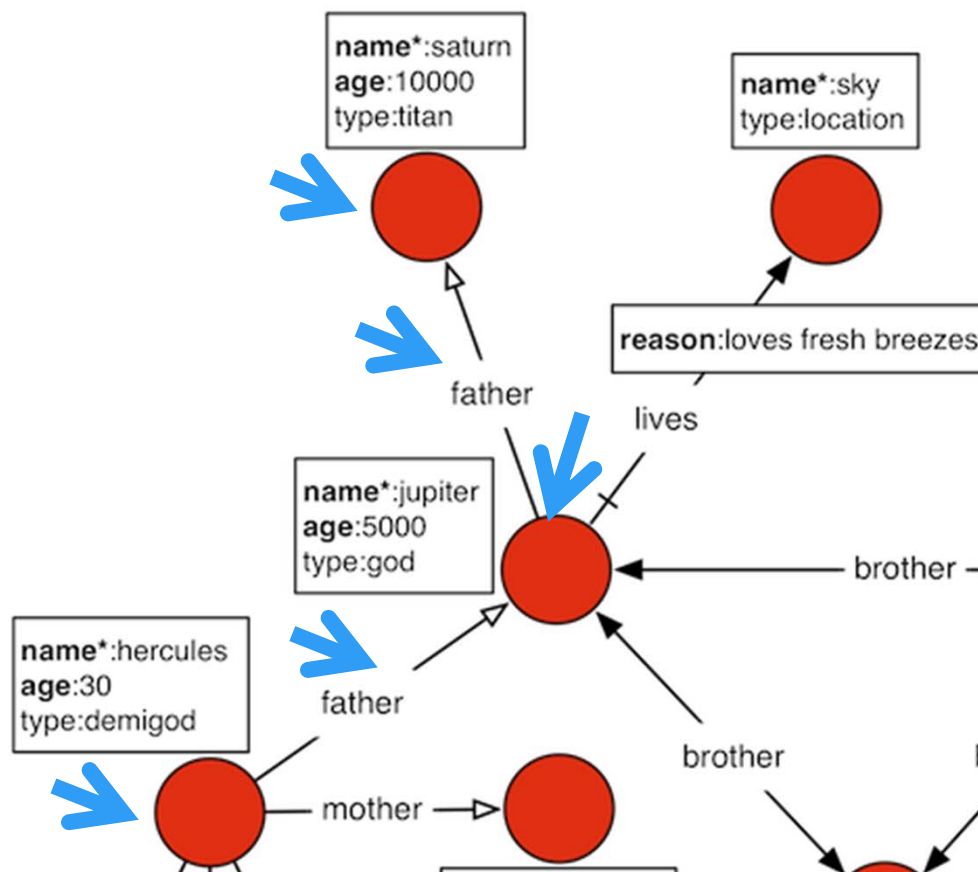 name*:saturn
age:10000
type:titan
name*:sky
type:location
reason:loves fresh breezes
father
lives
name*:jupiter
age:5000
type:god
brother
name*:hercules
age:30
type:demigod
father
brother
mother